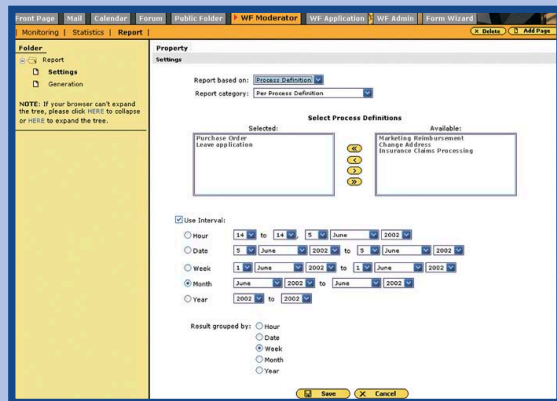 Front Page Mail Calendar Forum Public Folder WF Moderator WF Application WF Admin Form Wizard
| Monitoring | Statistics | Report |
X Delete Add Page
Folder
Report
Settings
Generation
NOTE: If your browser can't expand
the tree, please click HERE to collapse
or HERE to expand the tree.
Property
Settings
Report based on: Process Definition
Report category: Per Process Definition
Select Process Definitions
Selected: Available:
Purchase Order
Leave application
Marketing Reimbursement
Change Address
Insurance Claims Processing
Use Interval:
Hour 14 to 14, 5 June 2002
Date 5 June 2002 to 5 June 2002
Week 1 June 2002 to 1 June 2002
Month June 2002 to June 2002
Year 2002 to 2002
Result grouped by: Hour
Date
Week
Month
Year
Save X Cancel